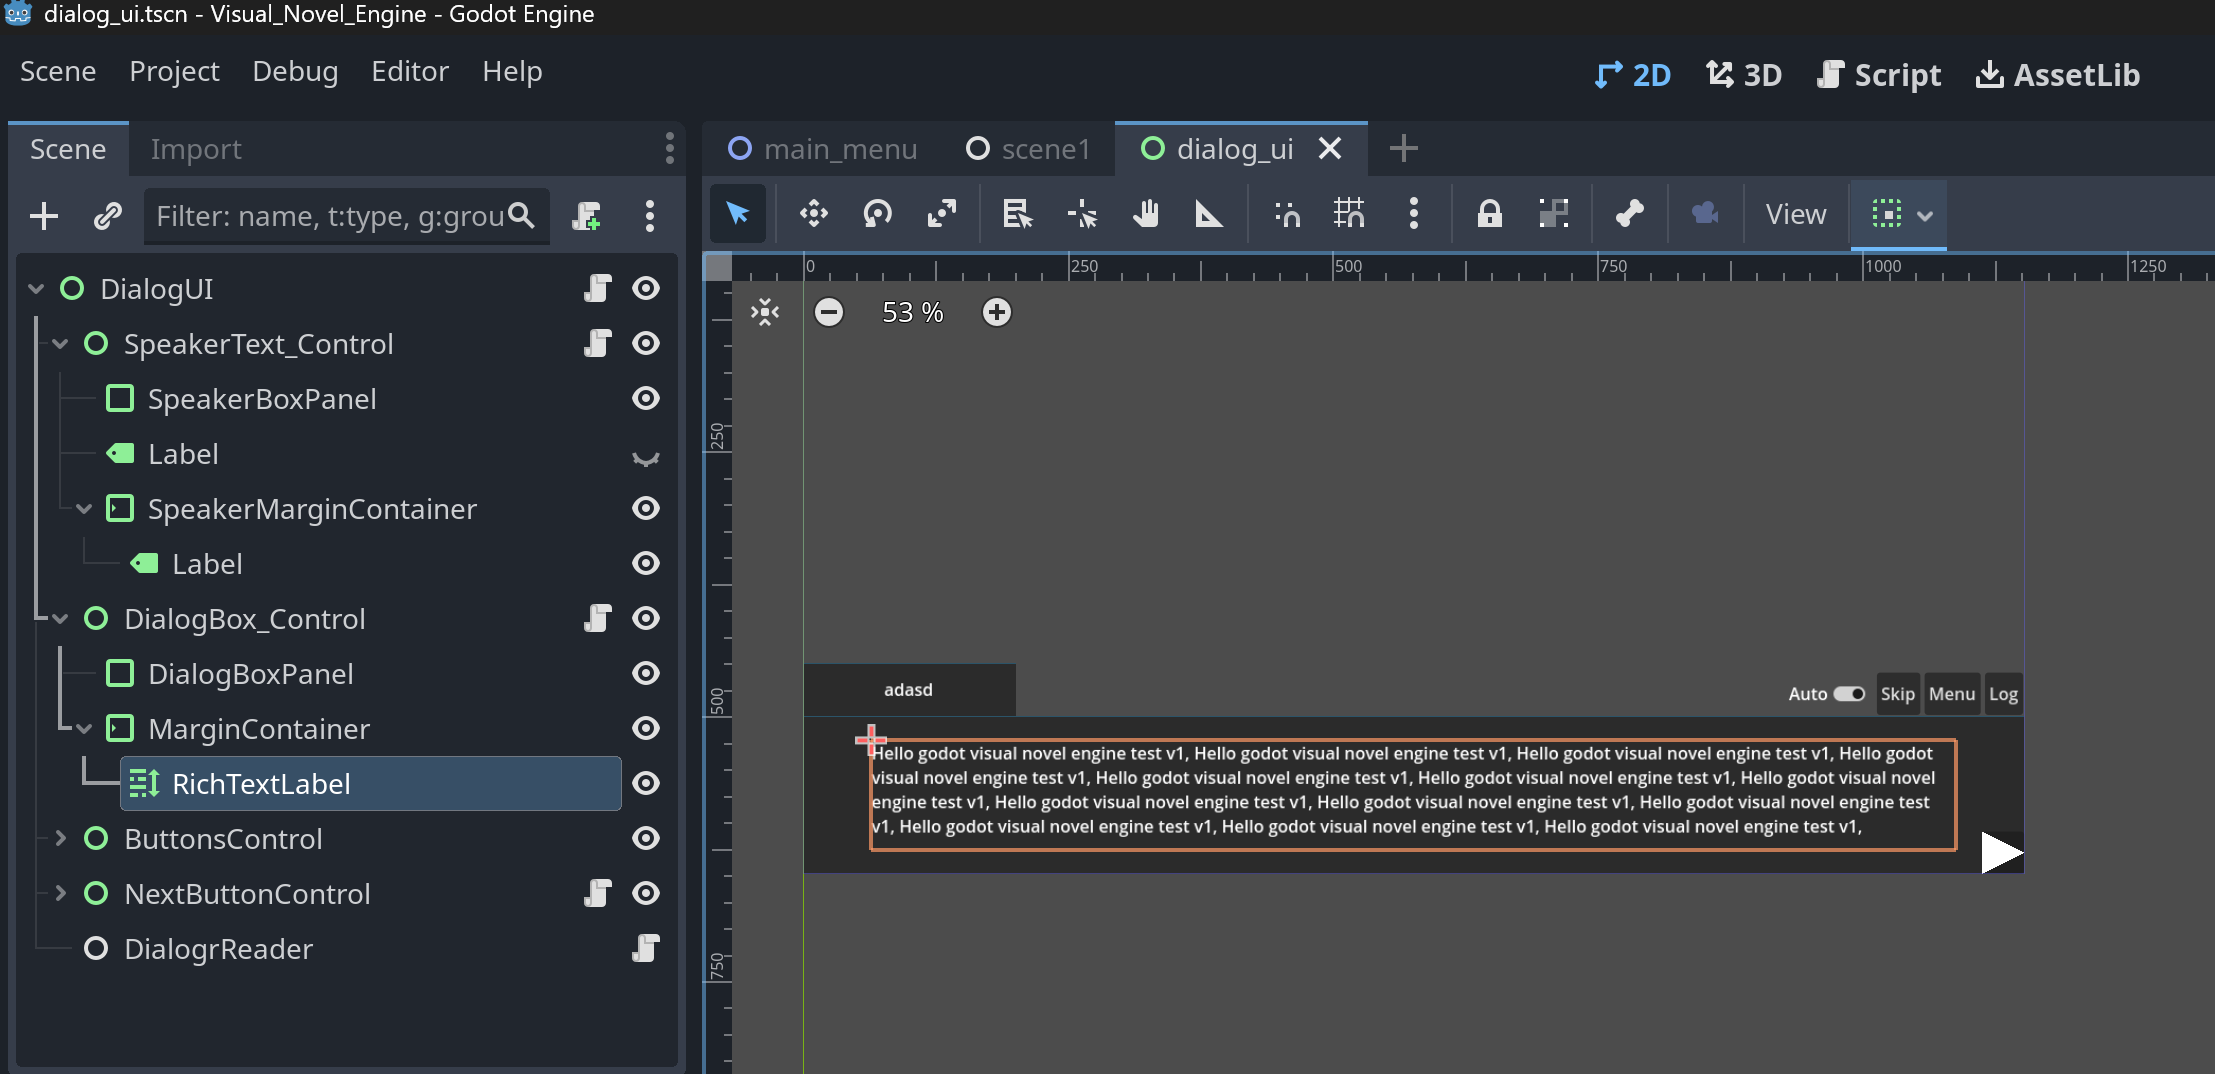 dialog_ui.tscn - Visual_Novel_Engine - Godot Engine
Scene Project Debug Editor Help
2D 3D Script AssetLib
Scene Import
main_menu scene1 dialog_ui
Filter: name, t:type, g:grou
View
DialogUI
SpeakerText_Control
SpeakerBoxPanel
Label
SpeakerMarginContainer
Label
DialogBox_Control
DialogBoxPanel
MarginContainer
RichTextLabel
ButtonsControl
NextButtonControl
DialogrReader
0 250 500 750 1000 1250
53 %
250
500
750
adasd
Auto Skip Menu Log
Hello godot visual novel engine test v1, Hello godot visual novel engine test v1, Hello godot visual novel engine test v1, Hello godot
visual novel engine test v1, Hello godot visual novel engine test v1, Hello godot visual novel engine test v1, Hello godot visual novel
engine test v1, Hello godot visual novel engine test v1, Hello godot visual novel engine test v1, Hello godot visual novel engine test
v1, Hello godot visual novel engine test v1, Hello godot visual novel engine test v1, Hello godot visual novel engine test v1,